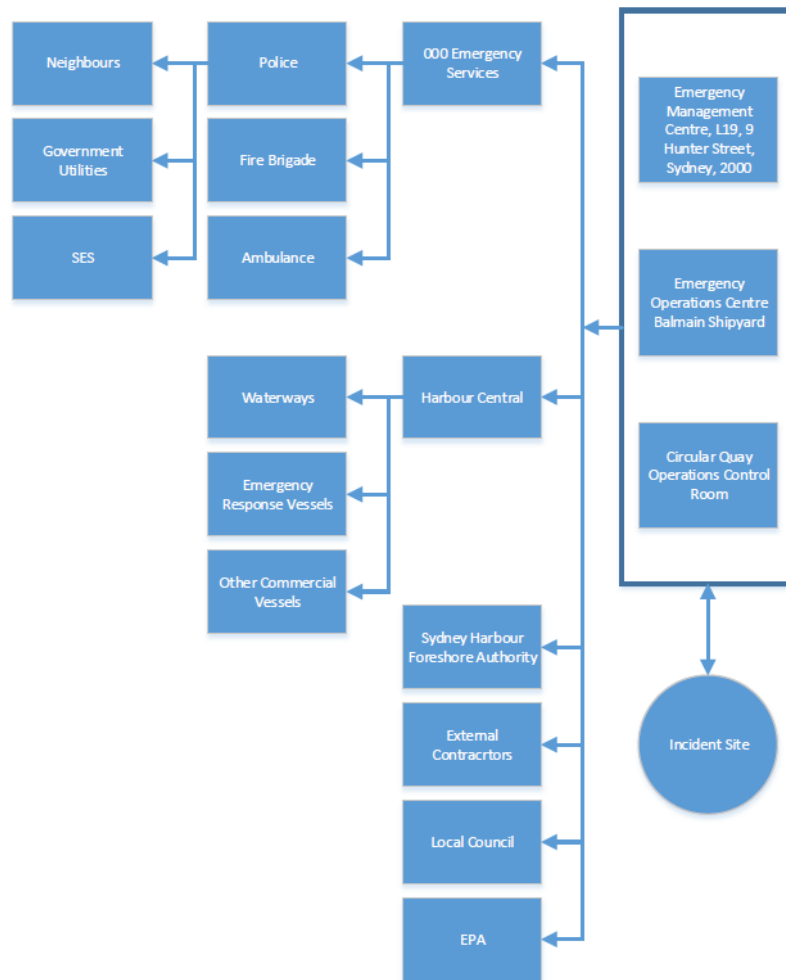 Neighbours
Police
000 Emergency
Services
Emergency
Management
Centre, L19, 9
Hunter Street,
Sydney, 2000
Government
Utilities
Fire Brigade
SES
Ambulance
Emergency
Operations Centre
Balmain Shipyard
Waterways
Harbour Central
Circular Quay
Operations Control
Room
Emergency
Response Vessels
Other Commercial
Vessels
Sydney Harbour
Foreshore Authority
External
Contracrtors
Incident Site
Local Council
EPA